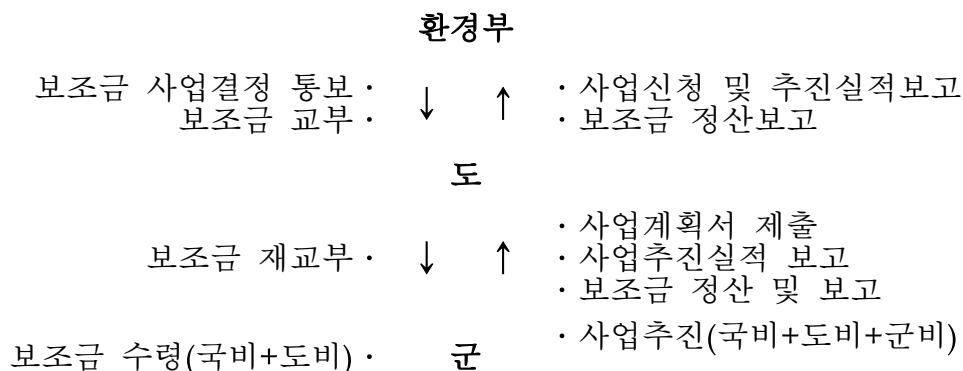 환경부
보조금 사업결정 통보· ↓ ↑ ·사업신청 및 추진실적보고
보조금 교부· ·보조금 정산보고
도
·사업계획서 제출
보조금 재교부· ↓ ↑ ·사업추진실적 보고
·보조금 정산 및 보고
·사업추진(국비+도비+군비)
보조금 수령(국비+도비)· 군